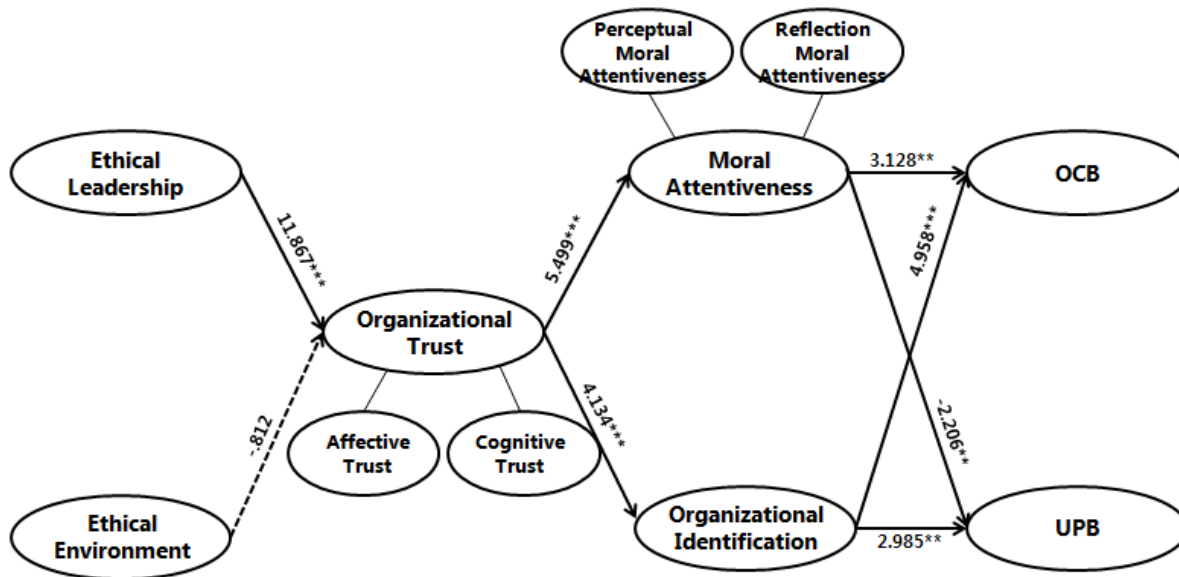 Perceptual
Moral
Attentiveness
Reflection
Moral
Attentiveness
Ethical
Leadership
Moral
Attentiveness
3.128**
OCB
11.867***
5.499***
4.958***
Organizational
Trust
-.812
Affective
Trust
Cognitive
Trust
4.134***
-2.206**
Ethical
Environment
Organizational
Identification
2.985**
UPB